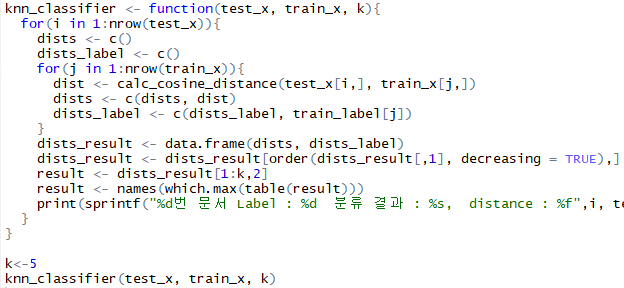 knn_classifier <- function(test_x, train_x, k){
  for(i in 1:nrow(test_x)){
    dists <- c()
    dists_label <- c()
    for(j in 1:nrow(train_x)){
      dist <- calc_cosine_distance(test_x[i,], train_x[j,])
      dists <- c(dists, dist)
      dists_label <- c(dists_label, train_label[j])
    }
    dists_result <- data.frame(dists, dists_label)
    dists_result <- dists_result[order(dists_result[,1], decreasing = TRUE),]
    result <- dists_result[1:k,2]
    result <- names(which.max(table(result)))
    print(sprintf("%d번 문서 Label : %d  분류 결과 : %s,  distance : %f",i, te
  }
}
k<-5
knn_classifier(test_x, train_x, k)